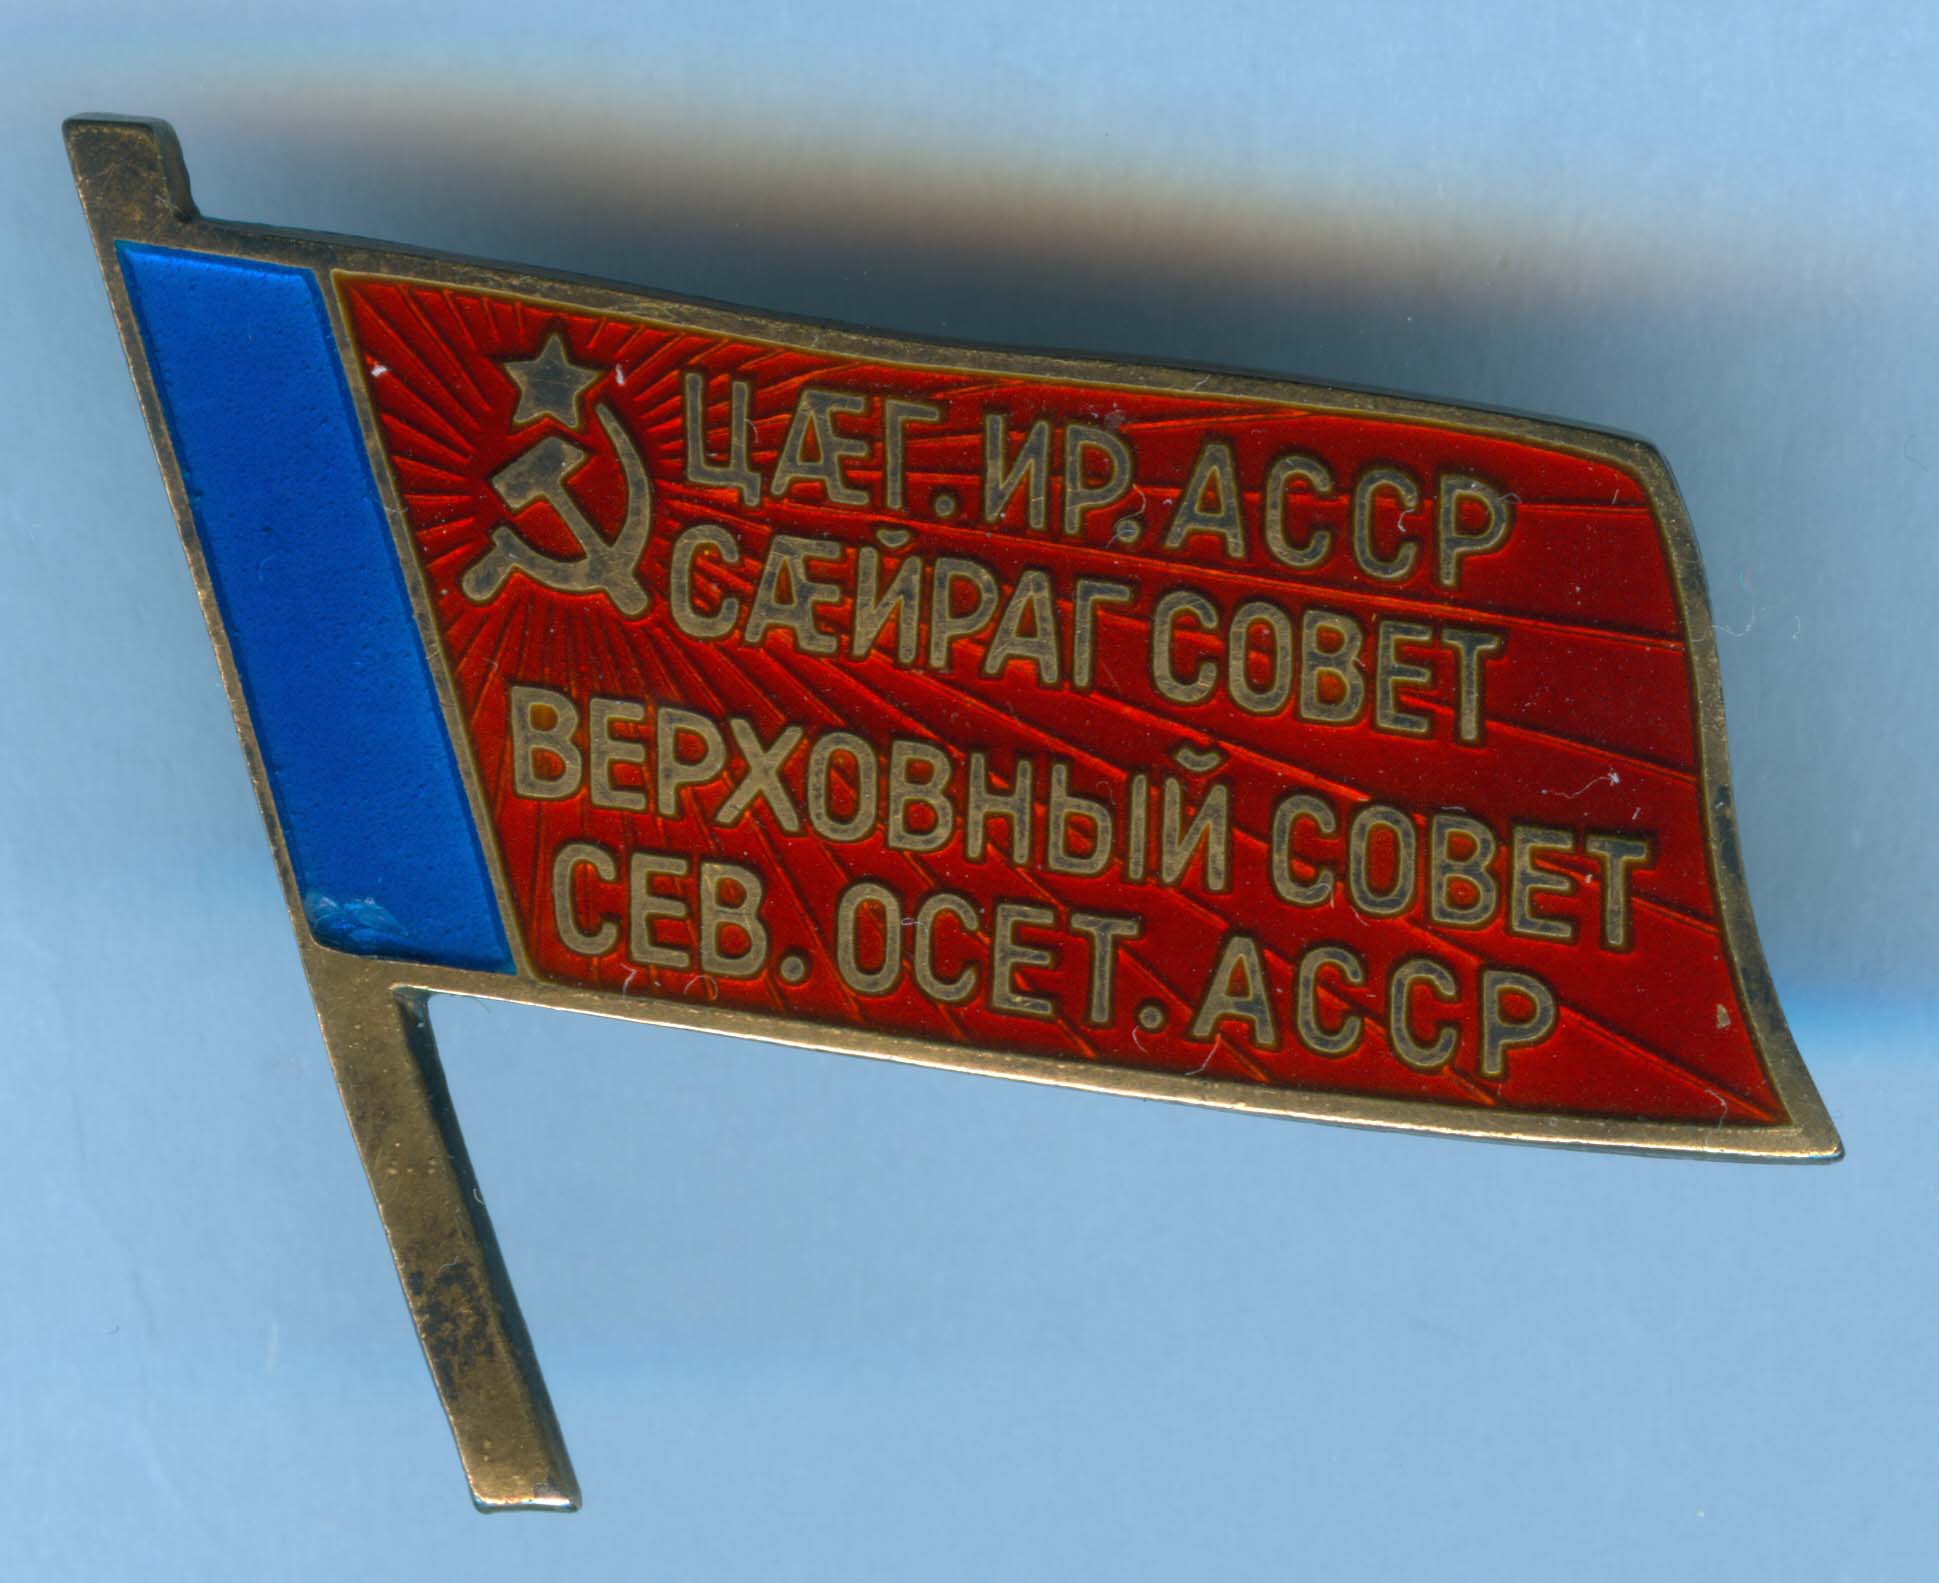 ЦÆГ. ИР. АССР
СÆЙРАГ СОВЕТ
ВЕРХОВНЫЙ СОВЕТ
СЕВ. ОСЕТ. АССР